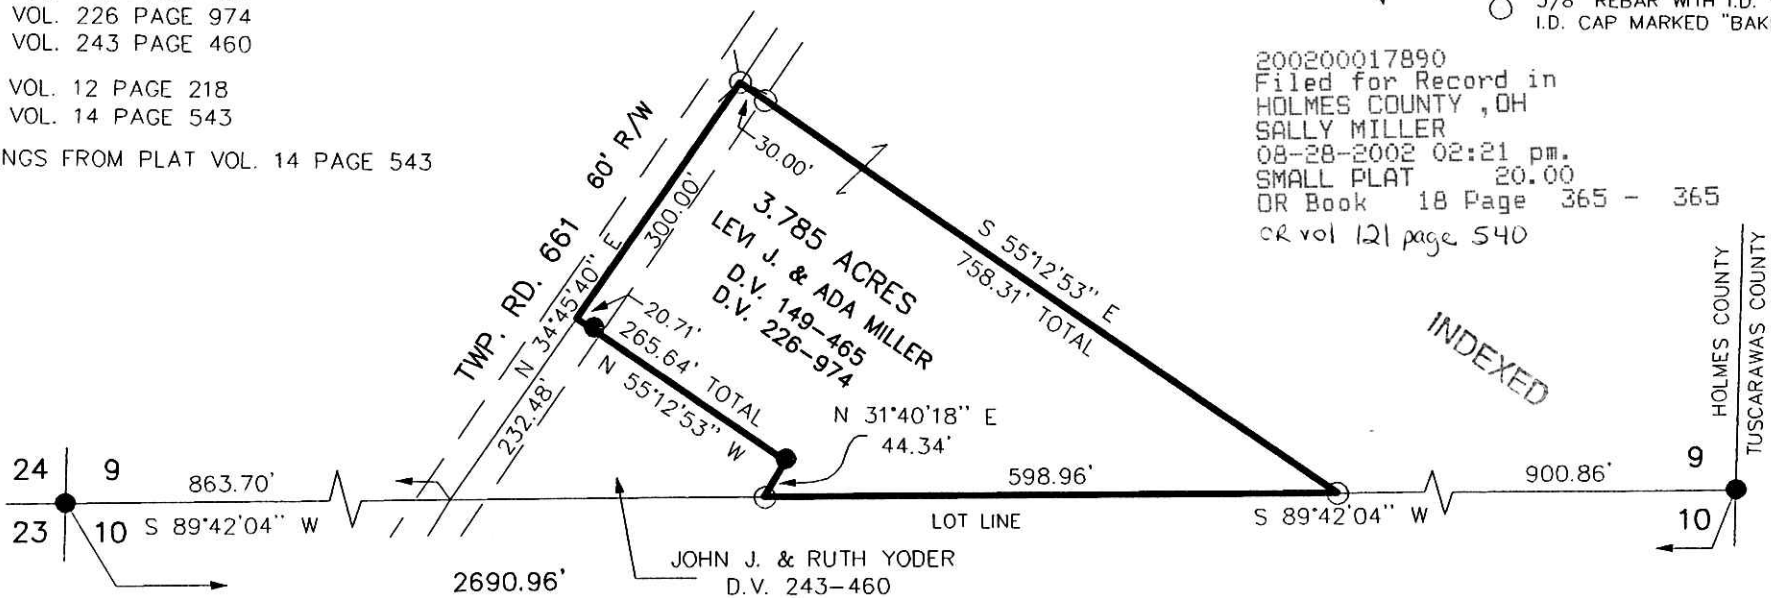 VOL. 226 PAGE 974
VOL. 243 PAGE 460
VOL. 12 PAGE 218
VOL. 14 PAGE 543
NGS FROM PLAT VOL. 14 PAGE 543
5/8" REBAR WITH I.D.
I.D. CAP MARKED "BAK
200200017890
Filed for Record in
HOLMES COUNTY ,OH
SALLY MILLER
08-28-2002 02:21 pm.
SMALL PLAT 20.00
OR Book 18 Page 365 - 365
OR vol 121 page 540
INDEXED
HOLMES COUNTY
TUSCARAWAS COUNTY
TWP. RD. 661 60' R/W
N 34°45'40" E
300.00'
232.48'
30.00'
3.785 ACRES
LEVI J. & ADA MILLER
D.V. 149-465
D.V. 226-974
S 55°12'53" E
758.31' TOTAL
20.71'
265.64' TOTAL
N 55°12'53" W
N 31°40'18" E
44.34'
24 9
863.70'
598.96'
900.86'
9
23 10 S 89°42'04" W
LOT LINE
S 89°42'04" W
10
2690.96'
JOHN J. & RUTH YODER
D.V. 243-460